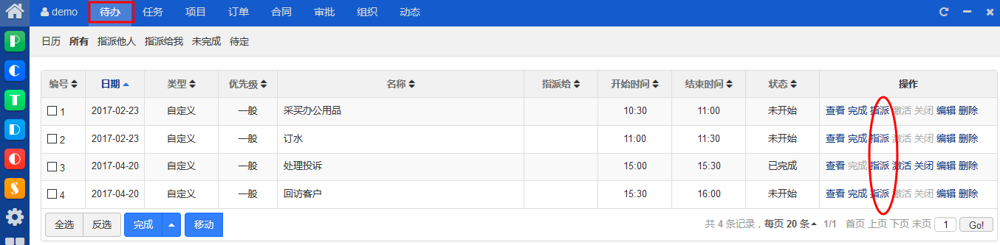 demo 待办 任务 项目 订单 合同 审批 组织 动态
日历 所有 指派他人 指派给我 未完成 待定
编号 日期 类型 优先级 名称 指派给 开始时间 结束时间 状态 操作
1 2017-02-23 自定义 一般 采买办公用品 10:30 11:00 未开始 查看 完成 指派 激活 关闭 编辑 删除
2 2017-02-23 自定义 一般 订水 11:00 11:30 未开始 查看 完成 指派 激活 关闭 编辑 删除
3 2017-04-20 自定义 一般 处理投诉 15:00 15:30 已完成 查看 完成 指派 激活 关闭 编辑 删除
4 2017-04-20 自定义 一般 回访客户 15:30 16:00 未开始 查看 完成 指派 激活 关闭 编辑 删除
全选 反选 完成 移动 共 4 条记录，每页 20 条 1/1 首页 上页 下页 末页 1 Go!
P
C
T
D
O
$